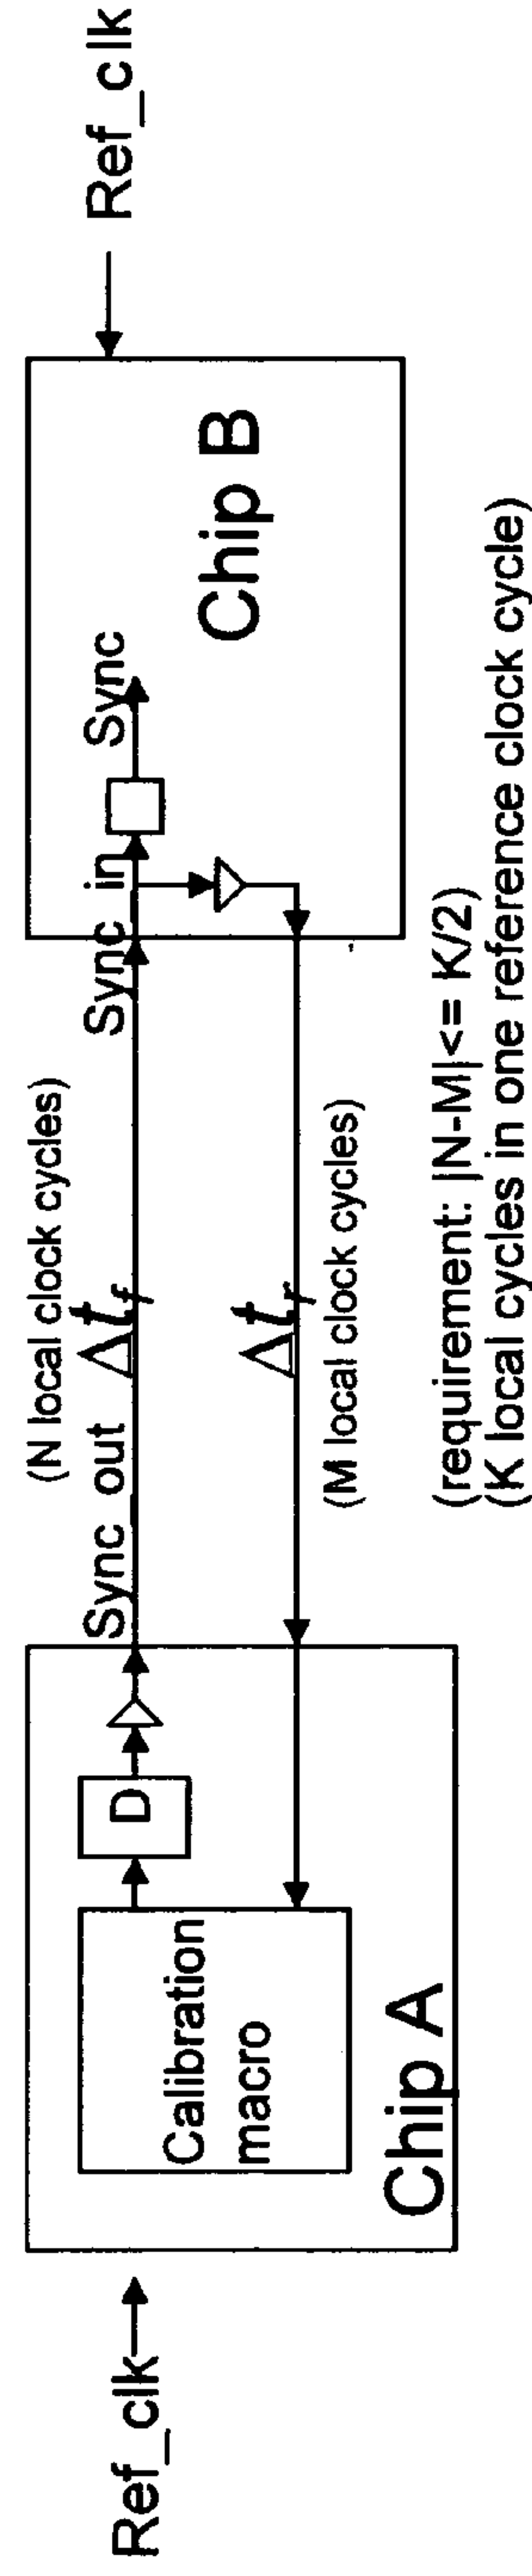 Ref_clk
Calibration
macro
Chip A
D
Sync_out
(N local clock cycles)
Δt_f
Δt_r
(M local clock cycles)
Sync_in
Sync
Chip B
Ref_clk
(requirement: |N-M|<= K/2)
(K local cycles in one reference clock cycle)